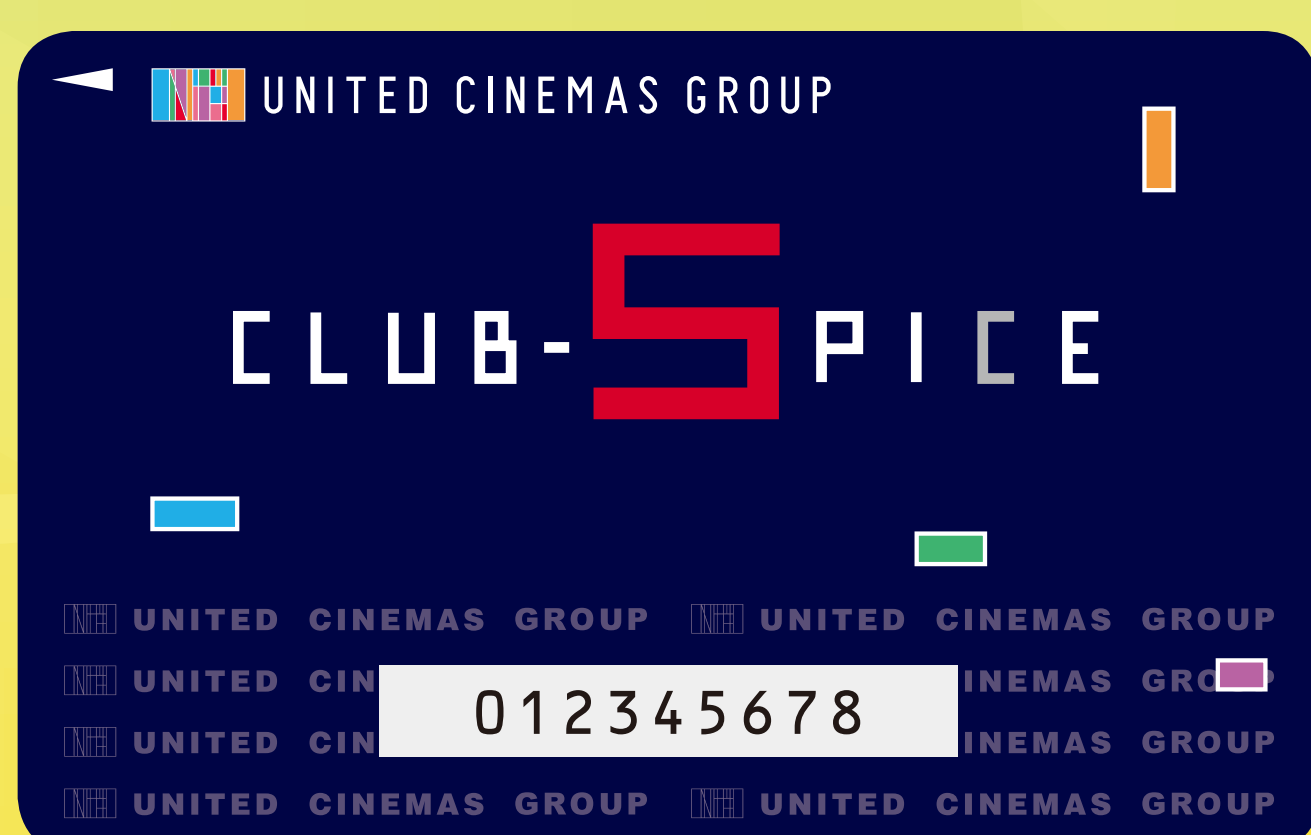 UNITED CINEMAS GROUP
CLUB-SPICE
UNITED CINEMAS GROUP UNITED CINEMAS GROUP
UNITED CIN INEMAS GRO
012345678
UNITED CIN INEMAS GROUP
UNITED CINEMAS GROUP UNITED CINEMAS GROUP